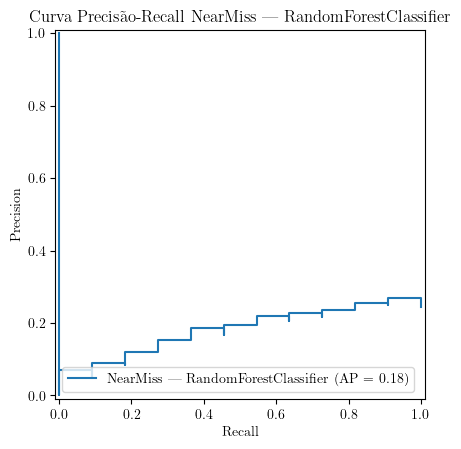 Curva Precisão-Recall NearMiss — RandomForestClassifier
1.0
0.8
0.6
0.4
0.2
0.0
Precision
NearMiss — RandomForestClassifier (AP = 0.18)
0.0 0.2 0.4 0.6 0.8 1.0
Recall